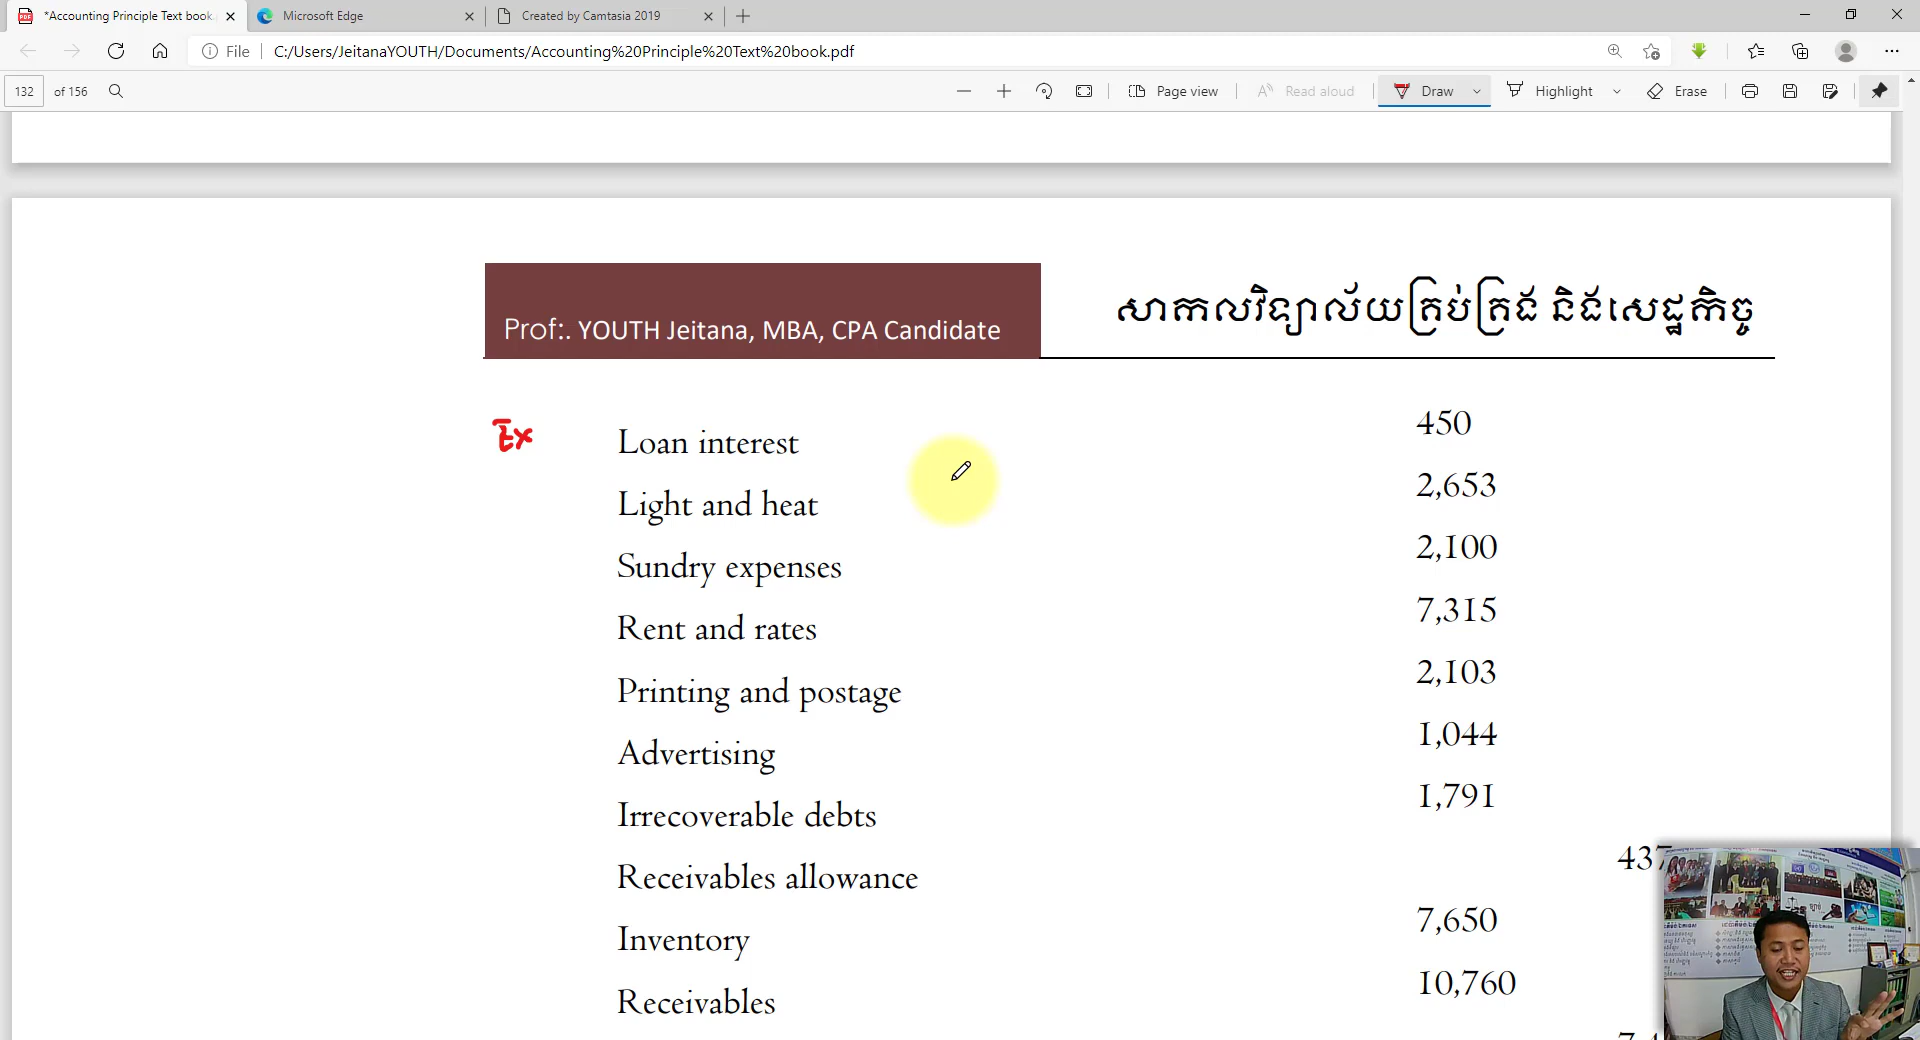 *Accounting Principle Text book
Microsoft Edge
Created by Camtasia 2019
File
C:/Users/JeitanaYOUTH/Documents/Accounting%20Principle%20Text%20book.pdf
132 of 156
Page view
Read aloud
Draw
Highlight
Erase
Prof:. YOUTH Jeitana, MBA, CPA Candidate
សាកលវិទ្យាល័យគ្រប់គ្រង និងសេដ្ឋកិច្ច
Ex
Loan interest 450
Light and heat 2,653
Sundry expenses 2,100
Rent and rates 7,315
Printing and postage 2,103
Advertising 1,044
Irrecoverable debts 1,791
Receivables allowance 437
Inventory 7,650
Receivables 10,760